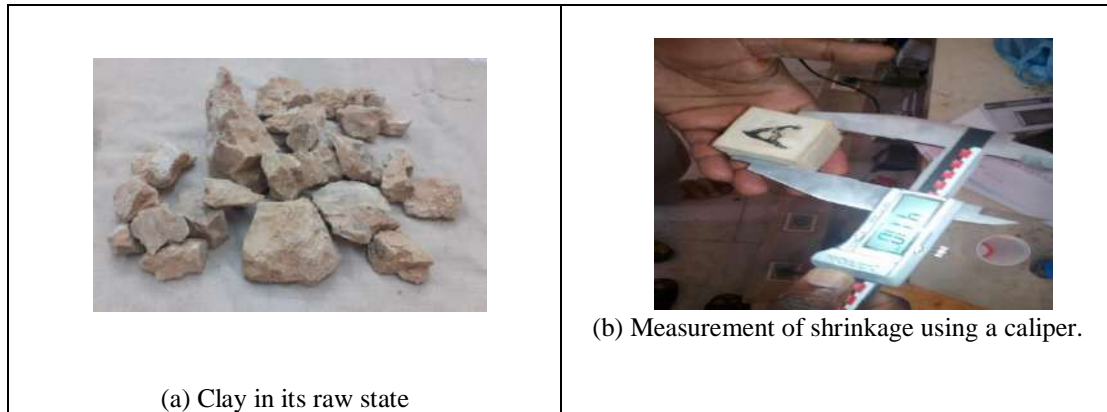 (a) Clay in its raw state
(b) Measurement of shrinkage using a caliper.
A